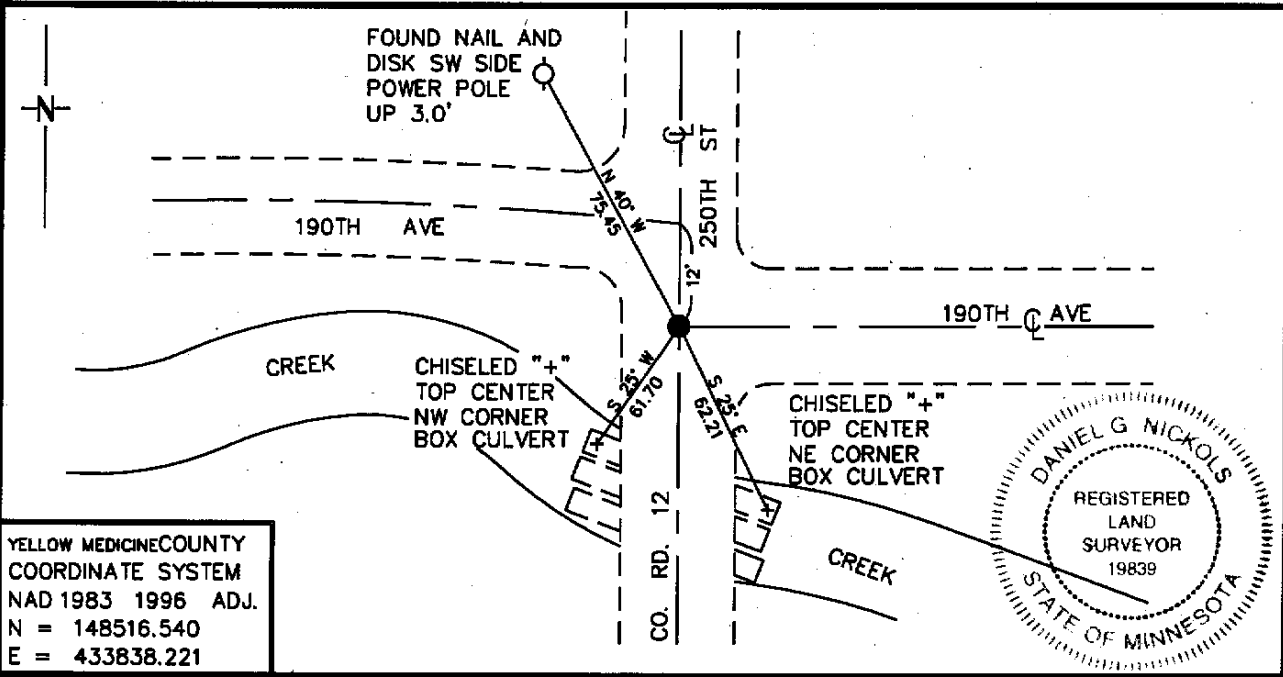 FOUND NAIL AND
DISK SW SIDE
POWER POLE
UP 3.0'
N
N 40° W
75.45
℄
250TH ST
190TH AVE
12'
190TH ℄ AVE
CREEK
CHISELED "+"
TOP CENTER
NW CORNER
BOX CULVERT
S 25° W
61.70
S 25° E
62.21
CHISELED "+"
TOP CENTER
NE CORNER
BOX CULVERT
CO. RD. 12
CREEK
DANIEL G NICKOLS
REGISTERED
LAND
SURVEYOR
19839
STATE OF MINNESOTA
YELLOW MEDICINECOUNTY
COORDINATE SYSTEM
NAD 1983 1996 ADJ.
N = 148516.540
E = 433838.221